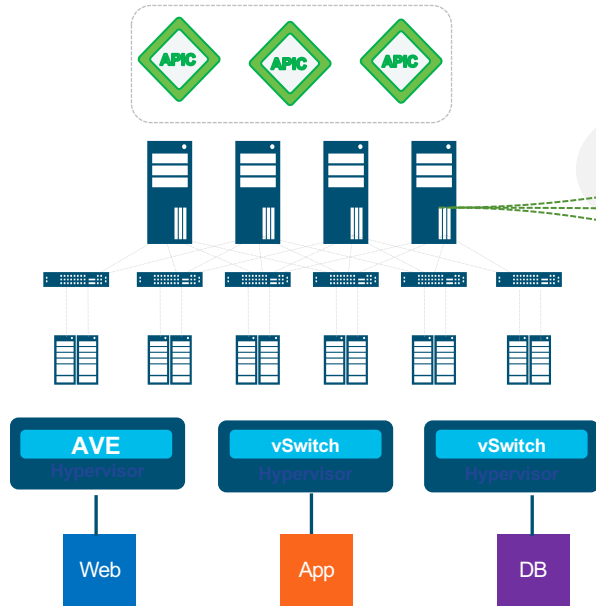 APIC
APIC
APIC
AVE
Hypervisor
vSwitch
Hypervisor
vSwitch
Hypervisor
Web
App
DB